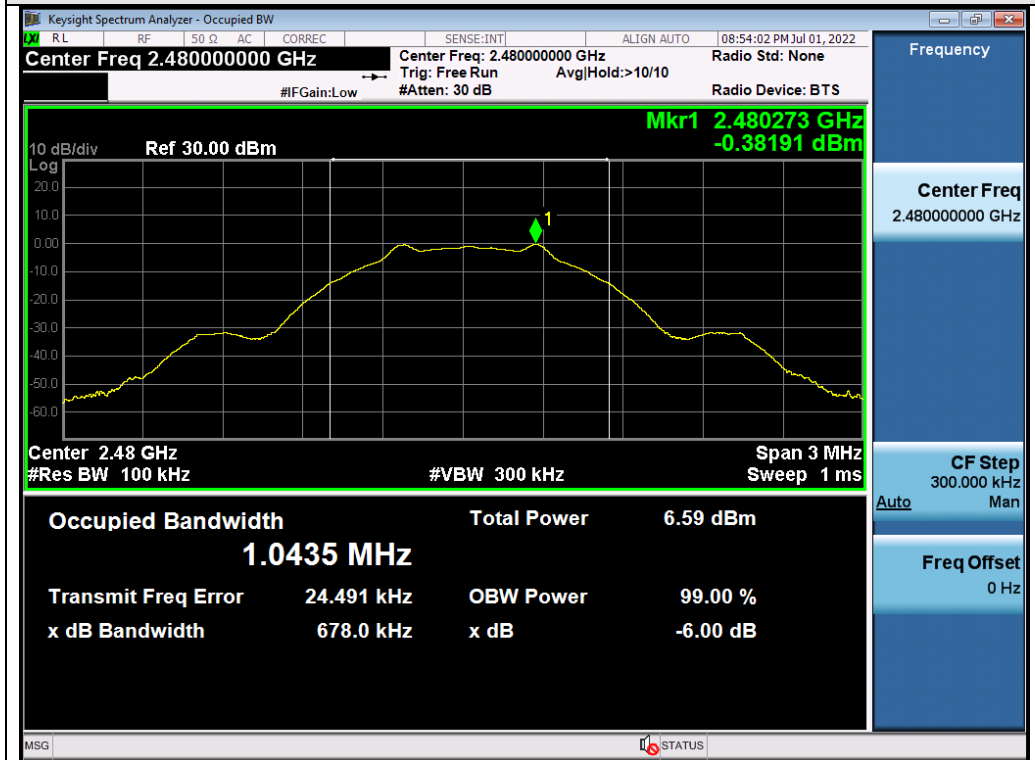 Keysight Spectrum Analyzer - Occupied BW
LXI RL RF 50 Ω AC CORREC SENSE:INT ALIGN AUTO 08:54:02 PM Jul 01, 2022
Center Freq 2.480000000 GHz
Center Freq: 2.480000000 GHz Radio Std: None
Trig: Free Run Avg|Hold:>10/10
#IFGain:Low #Atten: 30 dB Radio Device: BTS
Frequency
Mkr1 2.480273 GHz
10 dB/div Ref 30.00 dBm -0.38191 dBm
Log
20.0
10.0
0.00
-10.0
-20.0
-30.0
-40.0
-50.0
-60.0
1
Center 2.48 GHz Span 3 MHz
#Res BW 100 kHz #VBW 300 kHz Sweep 1 ms
Occupied Bandwidth Total Power 6.59 dBm
1.0435 MHz
Transmit Freq Error 24.491 kHz OBW Power 99.00 %
x dB Bandwidth 678.0 kHz x dB -6.00 dB
Center Freq
2.480000000 GHz
CF Step
300.000 kHz
Auto Man
Freq Offset
0 Hz
MSG STATUS